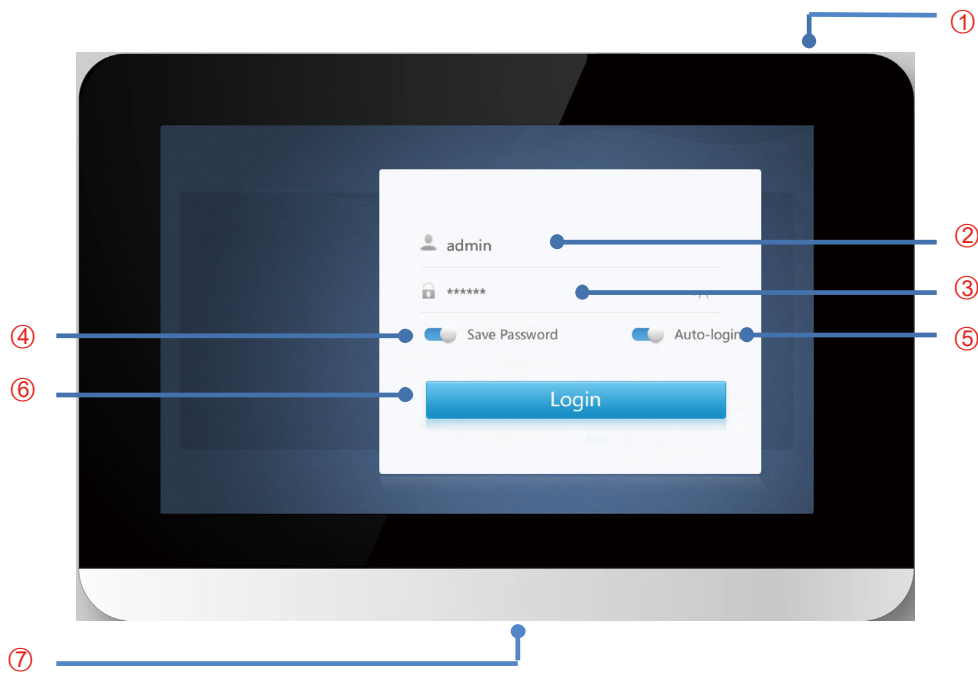 ①
admin
②
******
③
④
Save Password
Auto-login
⑤
⑥
Login
⑦